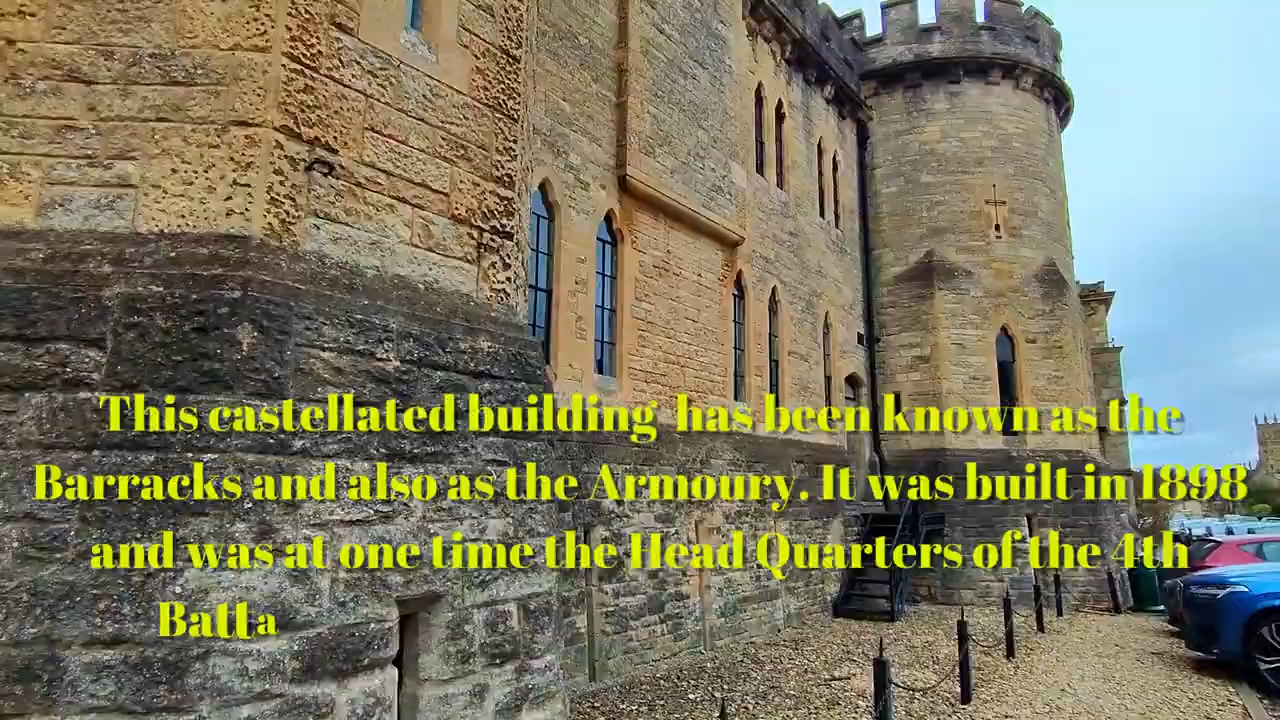 This castellated building has been known as the
Barracks and also as the Armoury. It was built in 1898
and was at one time the Head Quarters of the 4th
Batta